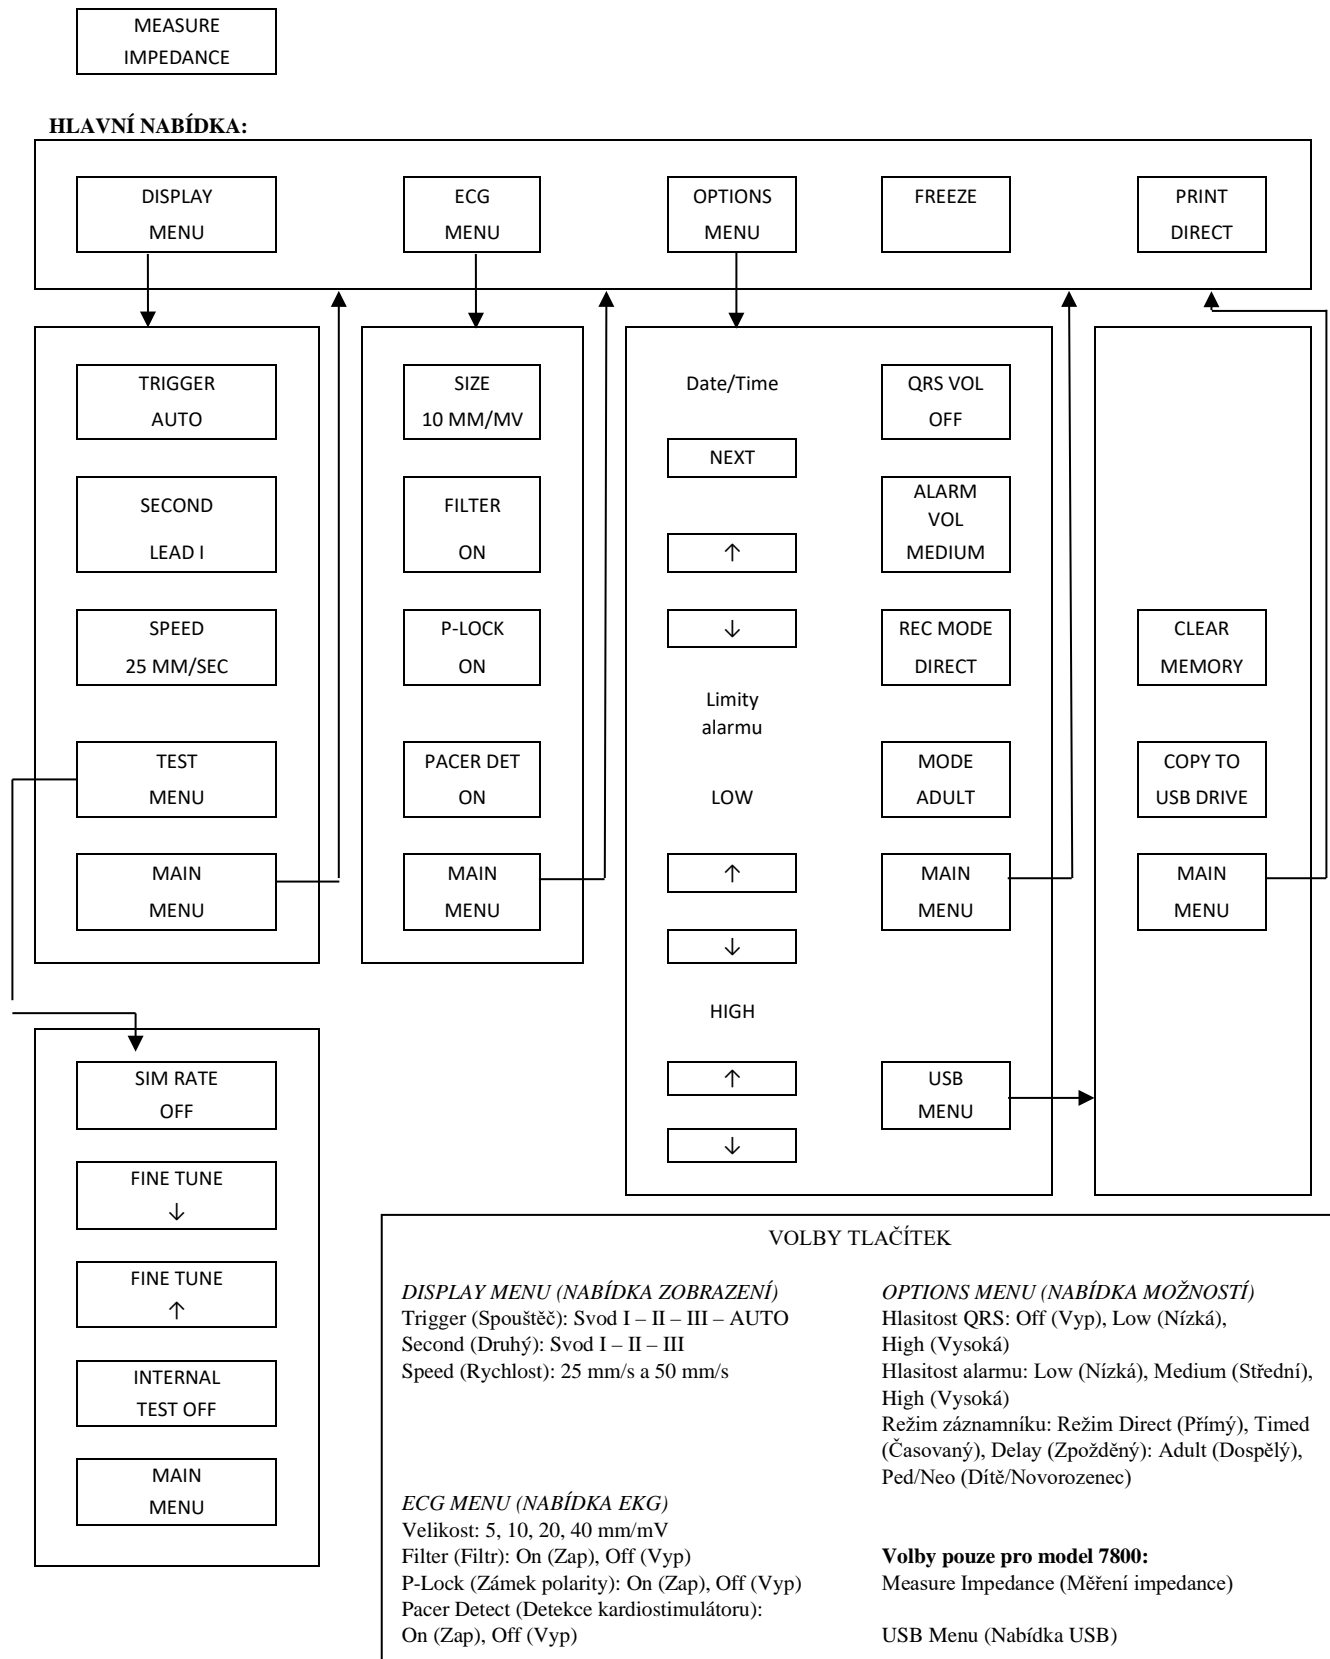 MEASURE
IMPEDANCE
HLAVNÍ NABÍDKA:
DISPLAY
MENU
ECG
MENU
OPTIONS
MENU
FREEZE
PRINT
DIRECT
TRIGGER
AUTO
SECOND
LEAD I
SPEED
25 MM/SEC
TEST
MENU
MAIN
MENU
SIZE
10 MM/MV
FILTER
ON
P-LOCK
ON
PACER DET
ON
MAIN
MENU
Date/Time
NEXT
↑
↓
Limity
alarmu
LOW
↑
↓
HIGH
↑
↓
QRS VOL
OFF
ALARM
VOL
MEDIUM
REC MODE
DIRECT
MODE
ADULT
MAIN
MENU
USB
MENU
CLEAR
MEMORY
COPY TO
USB DRIVE
MAIN
MENU
SIM RATE
OFF
FINE TUNE
↓
FINE TUNE
↑
INTERNAL
TEST OFF
MAIN
MENU
VOLBY TLAČÍTEK
DISPLAY MENU (NABÍDKA ZOBRAZENÍ)
Trigger (Spouštěč): Svod I – II – III – AUTO
Second (Druhý): Svod I – II – III
Speed (Rychlost): 25 mm/s a 50 mm/s
ECG MENU (NABÍDKA EKG)
Velikost: 5, 10, 20, 40 mm/mV
Filter (Filtr): On (Zap), Off (Vyp)
P-Lock (Zámek polarity): On (Zap), Off (Vyp)
Pacer Detect (Detekce kardiostimulátoru):
On (Zap), Off (Vyp)
OPTIONS MENU (NABÍDKA MOŽNOSTÍ)
Hlasitost QRS: Off (Vyp), Low (Nízká),
High (Vysoká)
Hlasitost alarmu: Low (Nízká), Medium (Střední),
High (Vysoká)
Režim záznamníku: Režim Direct (Přímý), Timed
(Časovaný), Delay (Zpožděný): Adult (Dospělý),
Ped/Neo (Dítě/Novorozenec)
Volby pouze pro model 7800:
Measure Impedance (Měření impedance)
USB Menu (Nabídka USB)